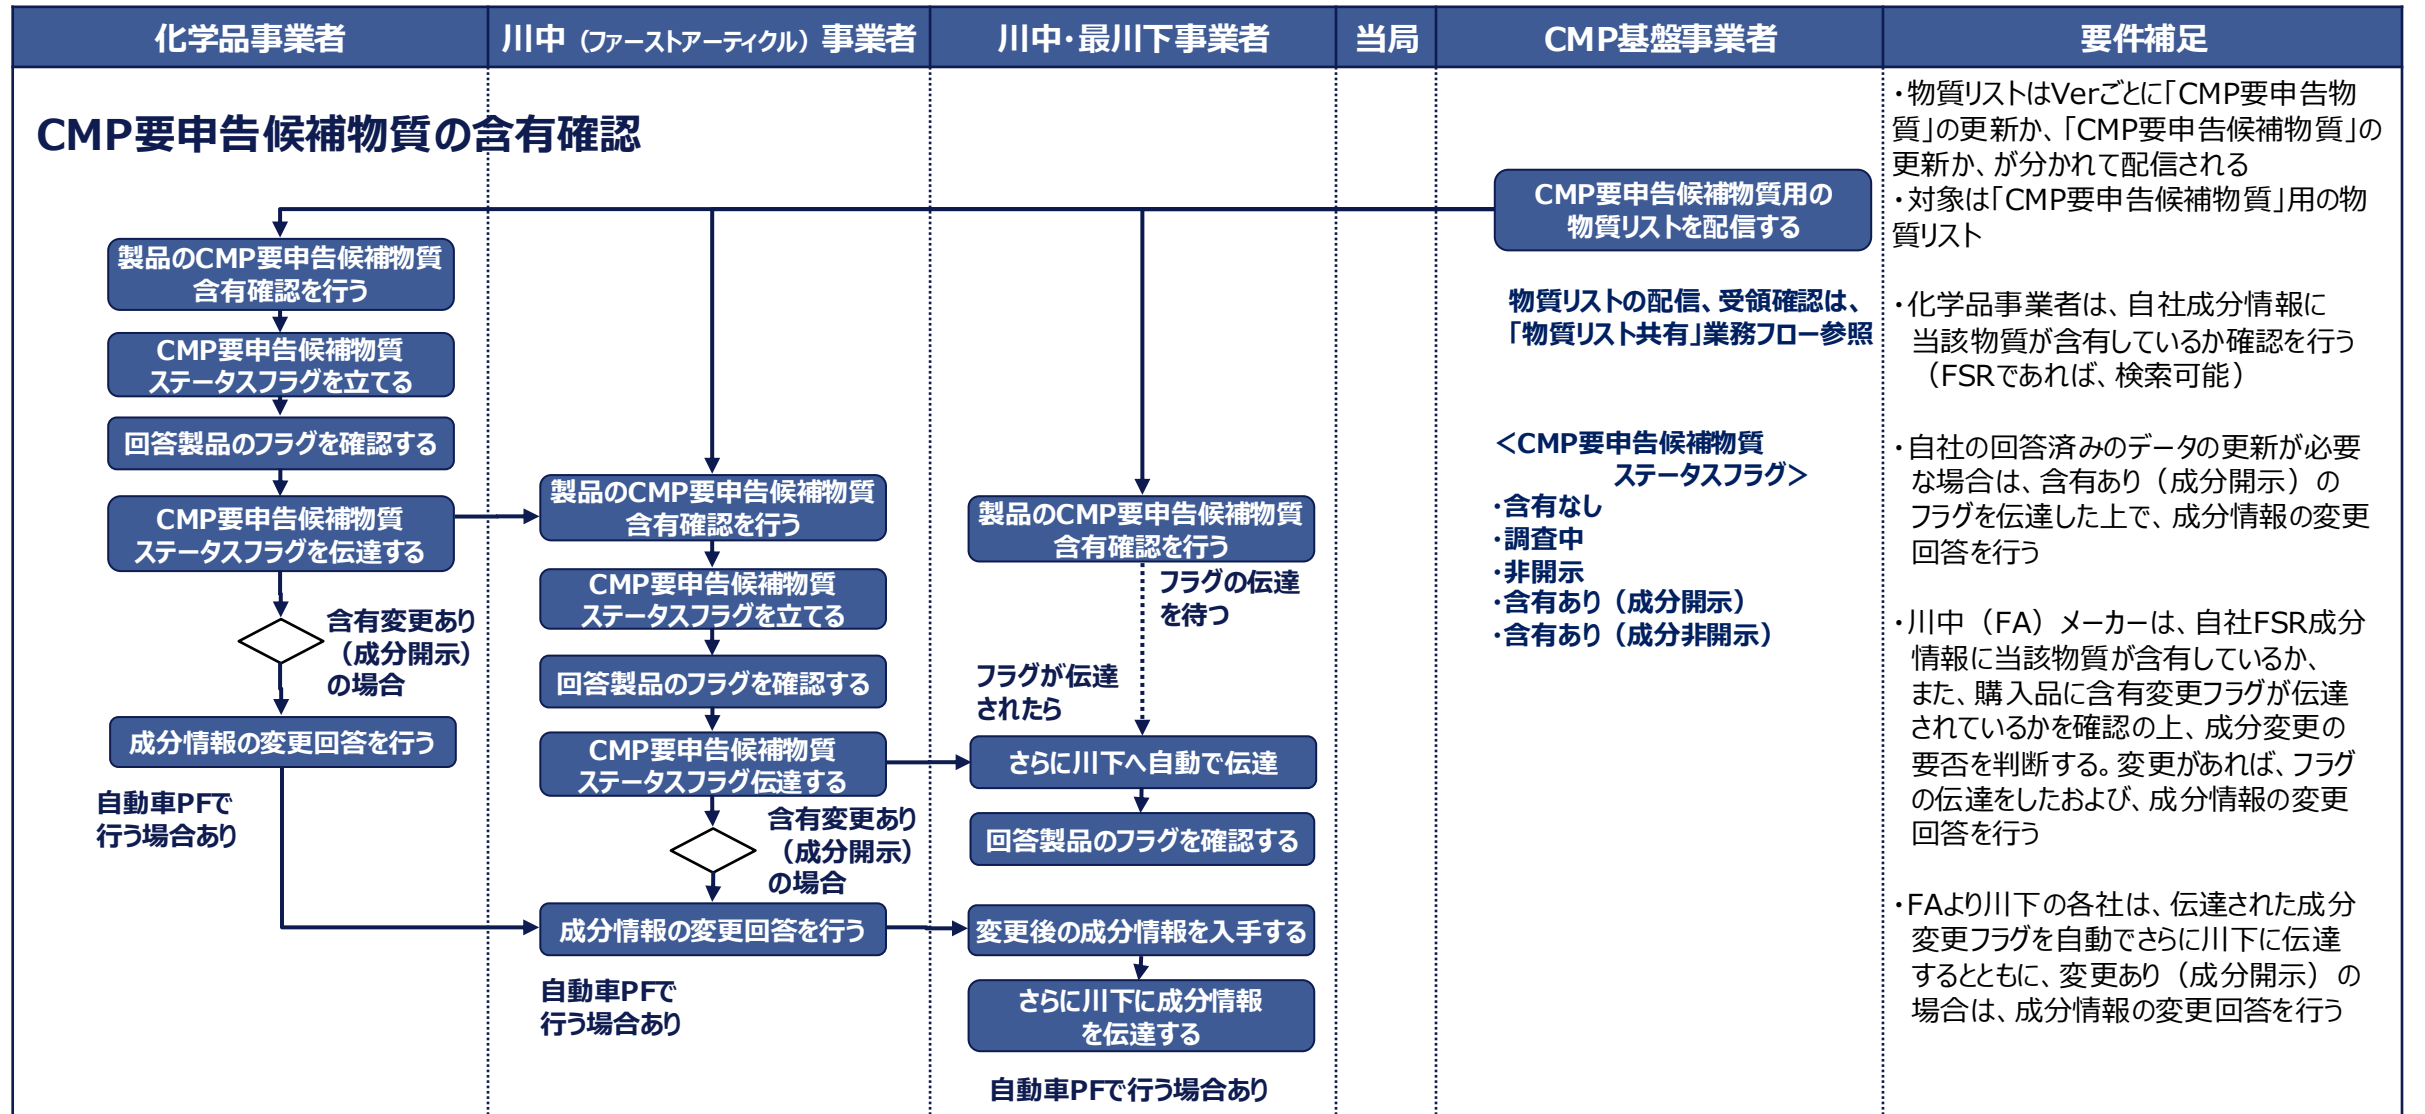 化学品事業者
川中（ファーストアーティクル）事業者
川中・最川下事業者
当局
CMP基盤事業者
要件補足
CMP要申告候補物質の含有確認
製品のCMP要申告候補物質
含有確認を行う
CMP要申告候補物質
ステータスフラグを立てる
回答製品のフラグを確認する
CMP要申告候補物質
ステータスフラグを伝達する
含有変更あり
（成分開示）
の場合
成分情報の変更回答を行う
自動車PFで
行う場合あり
製品のCMP要申告候補物質
含有確認を行う
CMP要申告候補物質
ステータスフラグを立てる
回答製品のフラグを確認する
CMP要申告候補物質
ステータスフラグ伝達する
含有変更あり
（成分開示）
の場合
成分情報の変更回答を行う
自動車PFで
行う場合あり
製品のCMP要申告候補物質
含有確認を行う
フラグの伝達
を待つ
フラグが伝達
されたら
さらに川下へ自動で伝達
回答製品のフラグを確認する
変更後の成分情報を入手する
さらに川下に成分情報
を伝達する
自動車PFで行う場合あり
CMP要申告候補物質用の
物質リストを配信する
物質リストの配信、受領確認は、
「物質リスト共有」業務フロー参照
＜CMP要申告候補物質
ステータスフラグ＞
・含有なし
・調査中
・非開示
・含有あり（成分開示）
・含有あり（成分非開示）
・物質リストはVerごとに「CMP要申告物
質」の更新か、「CMP要申告候補物質」の
更新か、が分かれて配信される
・対象は「CMP要申告候補物質」用の物
質リスト
・化学品事業者は、自社成分情報に
当該物質が含有しているか確認を行う
（FSRであれば、検索可能）
・自社の回答済みのデータの更新が必要
な場合は、含有あり（成分開示）の
フラグを伝達した上で、成分情報の変更
回答を行う
・川中（FA）メーカーは、自社FSR成分
情報に当該物質が含有しているか、
また、購入品に含有変更フラグが伝達
されているかを確認の上、成分変更の
要否を判断する。変更があれば、フラグ
の伝達をしたおよび、成分情報の変更
回答を行う
・FAより川下の各社は、伝達された成分
変更フラグを自動でさらに川下に伝達
するとともに、変更あり（成分開示）の
場合は、成分情報の変更回答を行う